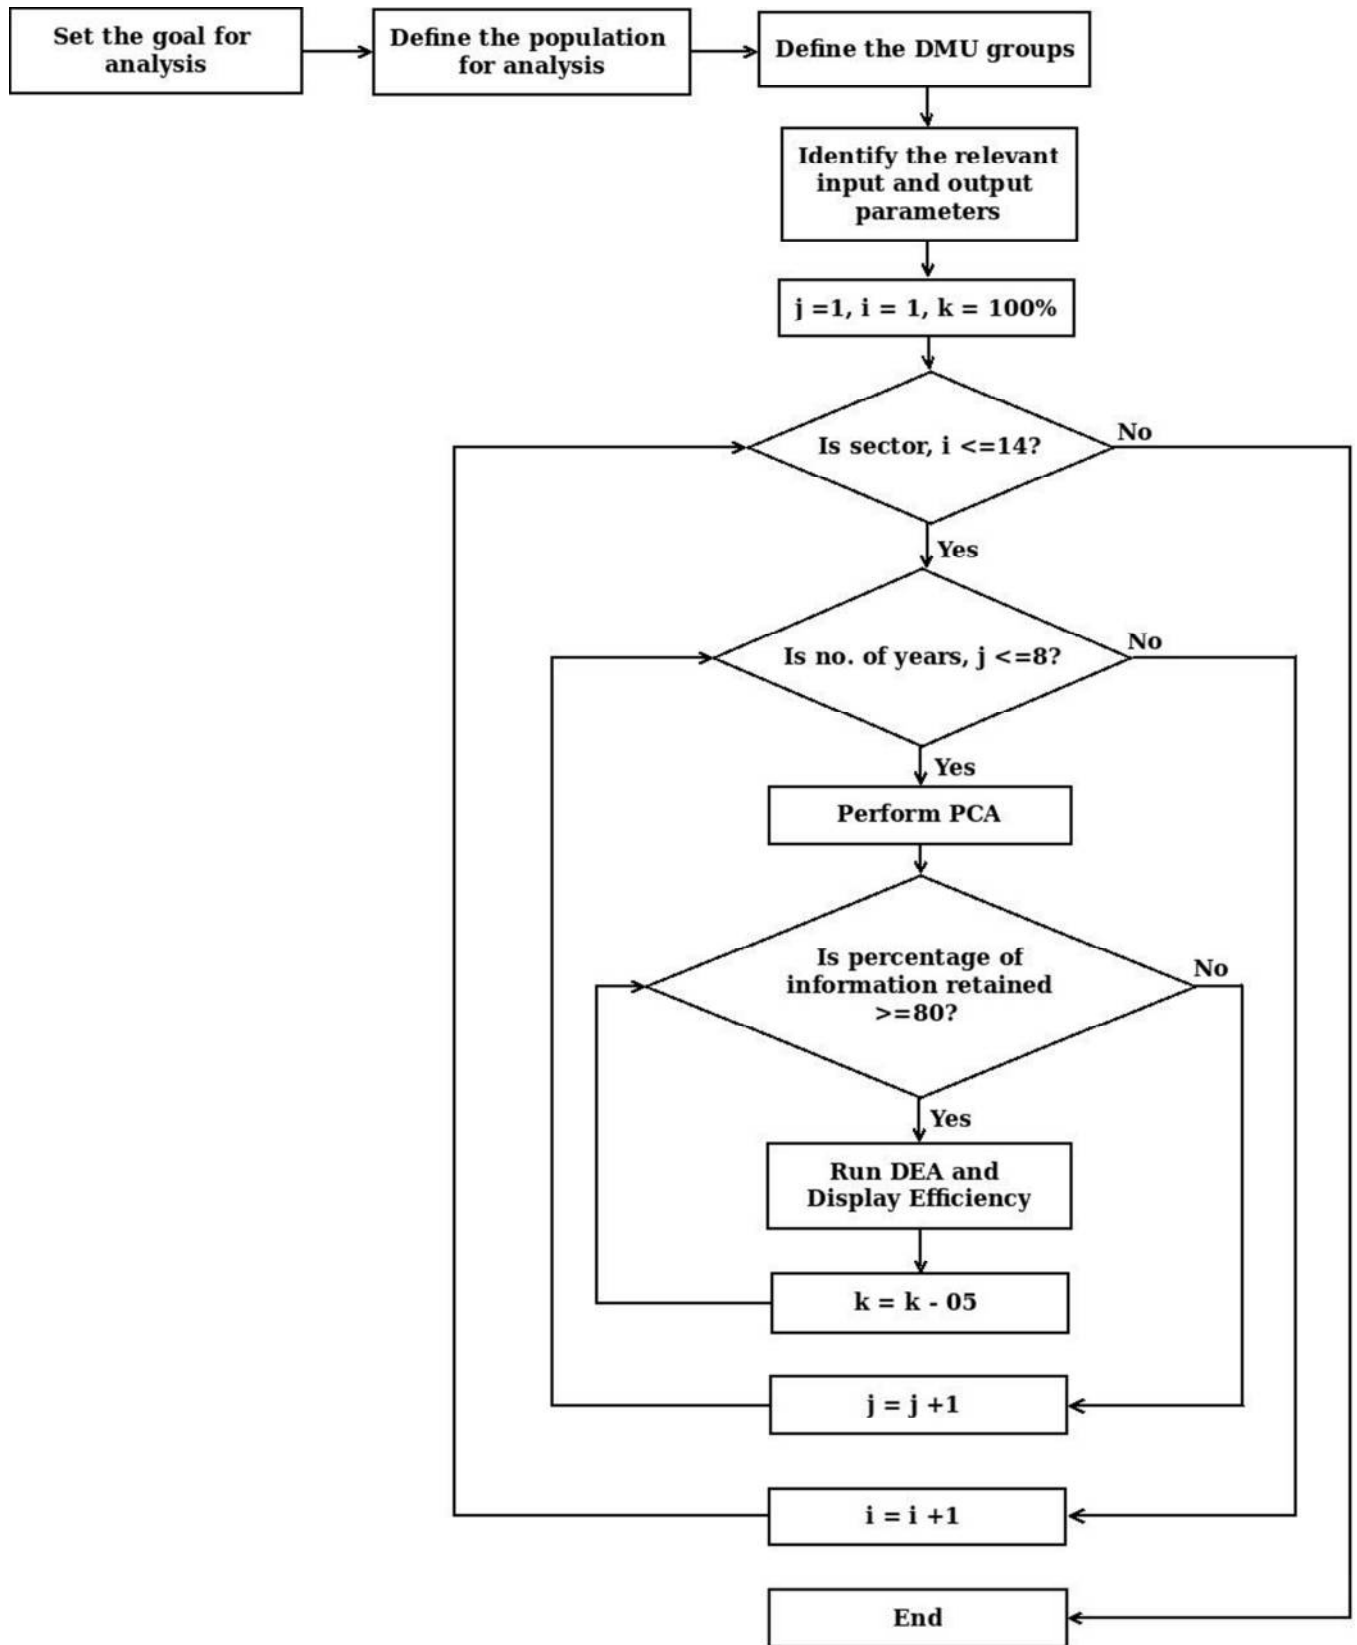 Set the goal for
analysis
Define the population
for analysis
Define the DMU groups
Identify the relevant
input and output
parameters
j =1, i = 1, k = 100%
Is sector, i <=14?
No
Yes
Is no. of years, j <=8?
No
Yes
Perform PCA
Is percentage of
information retained
>=80?
No
Yes
Run DEA and
Display Efficiency
k = k - 05
j = j +1
i = i +1
End